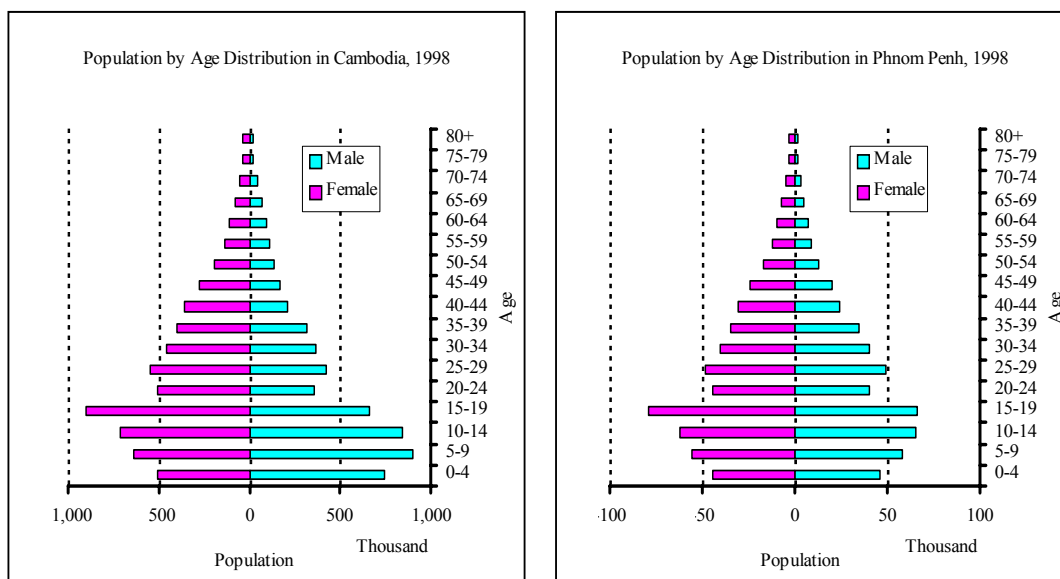 Population by Age Distribution in Cambodia, 1998
80+
75-79
70-74
65-69
60-64
55-59
50-54
45-49
40-44
35-39
30-34
25-29
20-24
15-19
10-14
5-9
0-4
Male
Female
Age
1,000 500 0 500 1,000
Thousand
Population
Population by Age Distribution in Phnom Penh, 1998
80+
75-79
70-74
65-69
60-64
55-59
50-54
45-49
40-44
35-39
30-34
25-29
20-24
15-19
10-14
5-9
0-4
Male
Female
Age
-100 -50 0 50 100
Thousand
Population